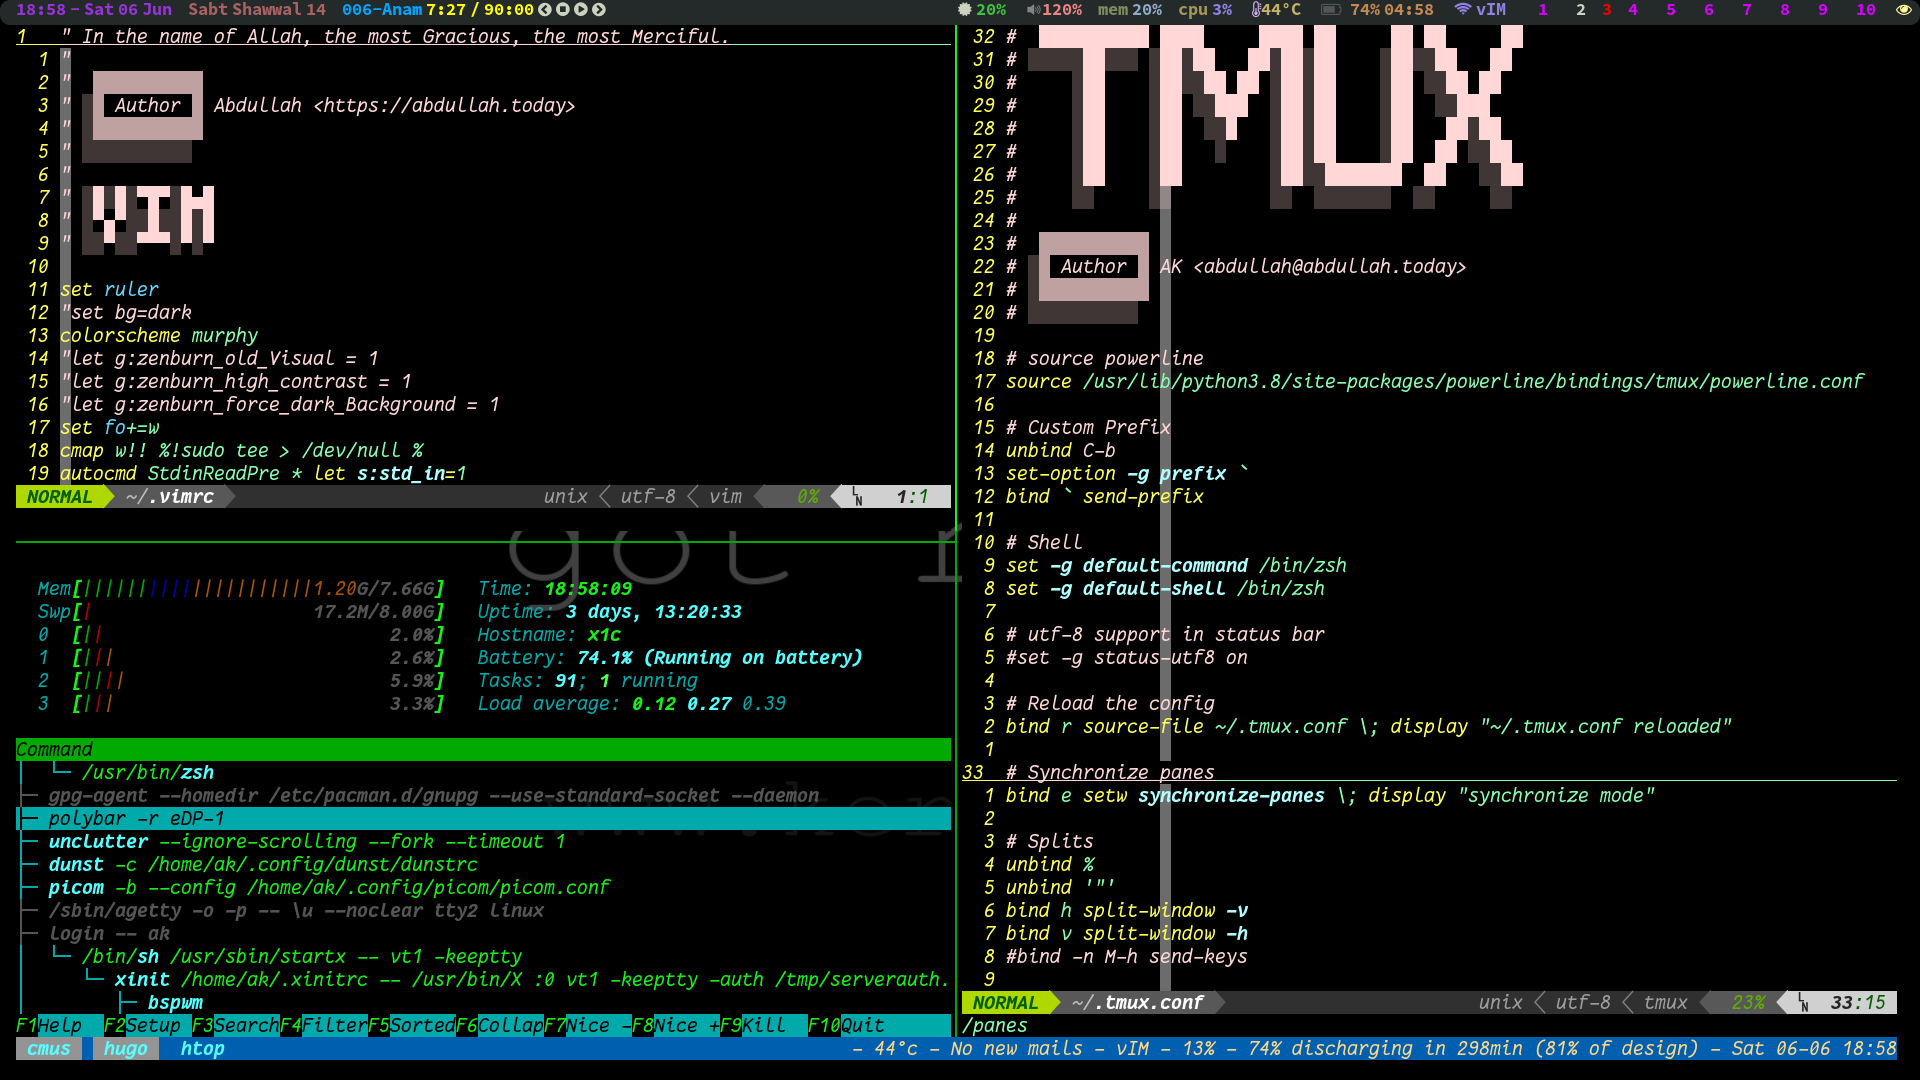 18:58 - Sat 06 Jun Sabt Shawwal 14 006-Anam 7:27 / 90:00 20% 120% mem 20% cpu 3% 44°C 74% 04:58 vIM 1 2 3 4 5 6 7 8 9 10
1 " In the name of Allah, the most Gracious, the most Merciful.
1 "
2 "
3 " Author Abdullah <https://abdullah.today>
4 "
5 "
6 "
7 " VIM
8 "
9 "
10
11 set ruler
12 "set bg=dark
13 colorscheme murphy
14 "let g:zenburn_old_Visual = 1
15 "let g:zenburn_high_contrast = 1
16 "let g:zenburn_force_dark_Background = 1
17 set fo+=w
18 cmap w!! %!sudo tee > /dev/null %
19 autocmd StdinReadPre * let s:std_in=1
NORMAL ~/.vimrc unix utf-8 vim 0% LN 1:1
got r
Mem[|||||||||||||||||||||1.20G/7.66G] Time: 18:58:09
Swp[| 17.2M/8.00G] Uptime: 3 days, 13:20:33
0 [|| 2.0%] Hostname: x1c
1 [||| 2.6%] Battery: 74.1% (Running on battery)
2 [|||| 5.9%] Tasks: 91; 1 running
3 [||| 3.3%] Load average: 0.12 0.27 0.39
Command
└─ /usr/bin/zsh
├─ gpg-agent --homedir /etc/pacman.d/gnupg --use-standard-socket --daemon
├─ polybar -r eDP-1
├─ unclutter --ignore-scrolling --fork --timeout 1
├─ dunst -c /home/ak/.config/dunst/dunstrc
├─ picom -b --config /home/ak/.config/picom/picom.conf
├─ /sbin/agetty -o -p -- \u --noclear tty2 linux
├─ login -- ak
│ └─ /bin/sh /usr/sbin/startx -- vt1 -keeptty
│ └─ xinit /home/ak/.xinitrc -- /usr/bin/X :0 vt1 -keeptty -auth /tmp/serverauth.
│ ├─ bspwm
F1Help F2Setup F3SearchF4FilterF5SortedF6CollapF7Nice -F8Nice +F9Kill F10Quit
32 # TMUX
31 #
30 #
29 #
28 #
27 #
26 #
25 #
24 #
23 #
22 # Author AK <abdullah@abdullah.today>
21 #
20 #
19
18 # source powerline
17 source /usr/lib/python3.8/site-packages/powerline/bindings/tmux/powerline.conf
16
15 # Custom Prefix
14 unbind C-b
13 set-option -g prefix `
12 bind ` send-prefix
11
10 # Shell
9 set -g default-command /bin/zsh
8 set -g default-shell /bin/zsh
7
6 # utf-8 support in status bar
5 #set -g status-utf8 on
4
3 # Reload the config
2 bind r source-file ~/.tmux.conf \; display "~/.tmux.conf reloaded"
1
33 # Synchronize panes
1 bind e setw synchronize-panes \; display "synchronize mode"
2
3 # Splits
4 unbind %
5 unbind '"'
6 bind h split-window -v
7 bind v split-window -h
8 #bind -n M-h send-keys
9
NORMAL ~/.tmux.conf unix utf-8 tmux 23% LN 33:15
/panes
cmus hugo htop - 44°c - No new mails - vIM - 13% - 74% discharging in 298min (81% of design) - Sat 06-06 18:58